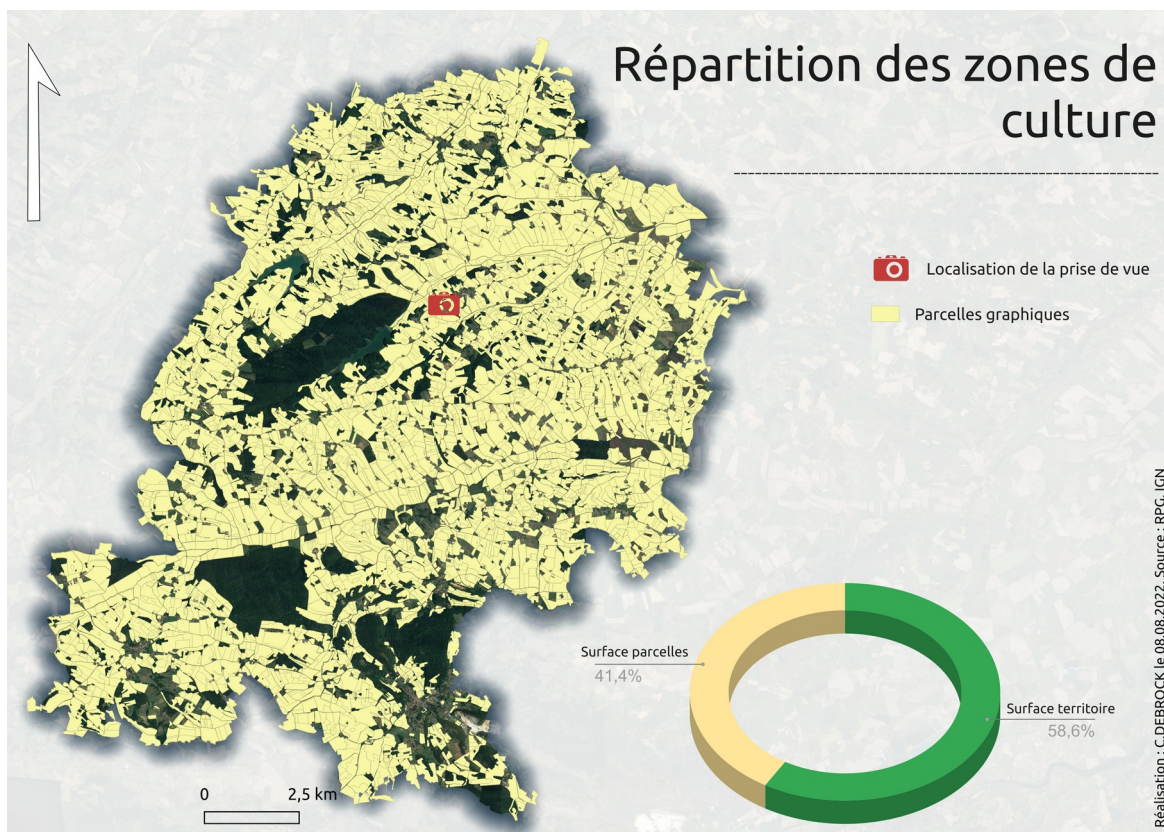 Répartition des zones de
culture
Localisation de la prise de vue
Parcelles graphiques
Surface parcelles
41,4%
Surface territoire
58,6%
0 2,5 km
Réalisation : C.DEBROCK le 08.08.2022. Source : RPG, IGN